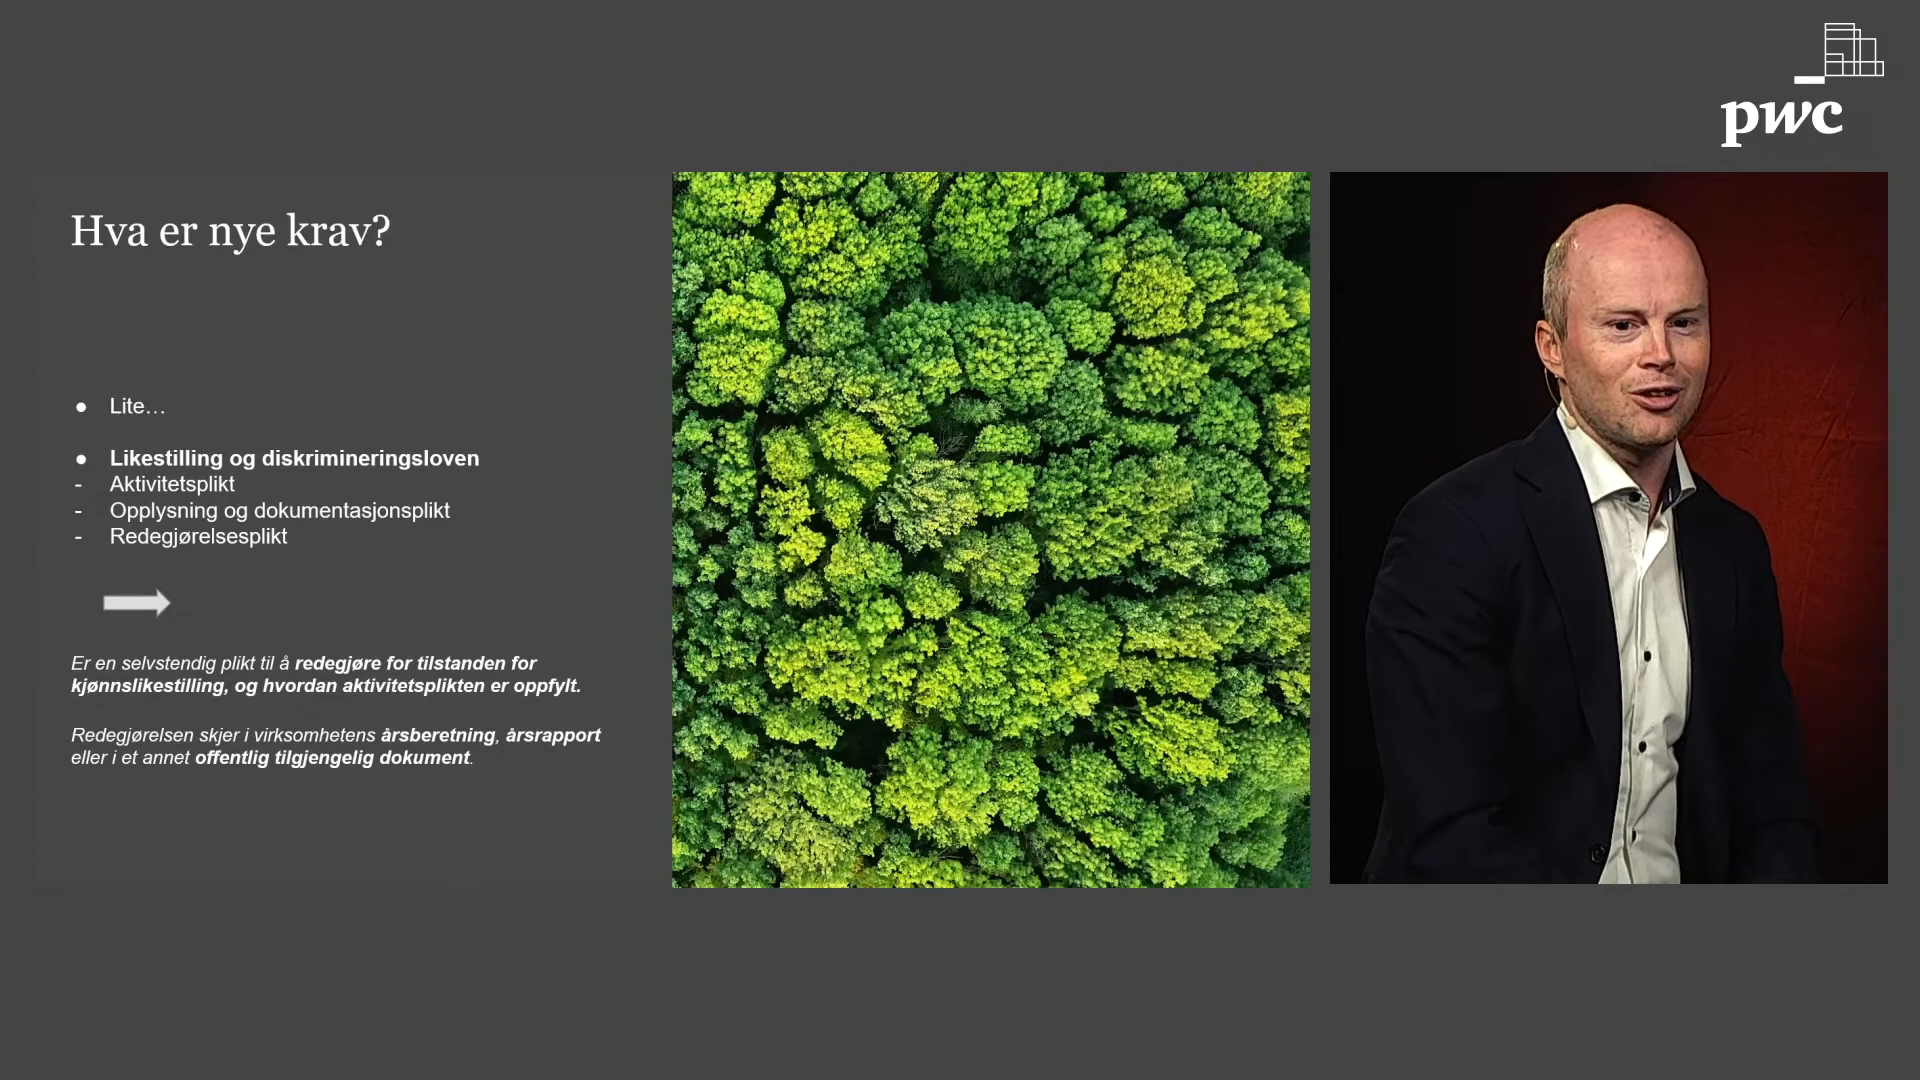 pwc
Hva er nye krav?
● Lite…
● Likestilling og diskrimineringsloven
- Aktivitetsplikt
- Opplysning og dokumentasjonsplikt
- Redegjørelsesplikt
Er en selvstendig plikt til å redegjøre for tilstanden for
kjønnslikestilling, og hvordan aktivitetsplikten er oppfylt.
Redegjørelsen skjer i virksomhetens årsberetning, årsrapport
eller i et annet offentlig tilgjengelig dokument.